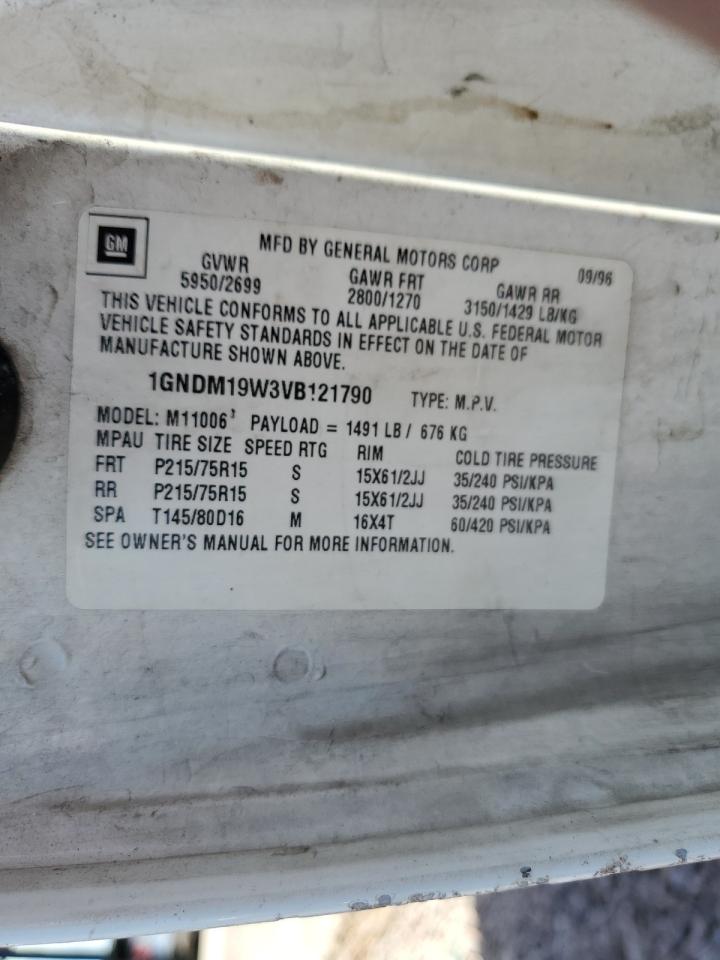 GM
MFD BY GENERAL MOTORS CORP 09/96
GVWR GAWR FRT GAWR RR
5950/2699 2800/1270 3150/1429 LB/KG
THIS VEHICLE CONFORMS TO ALL APPLICABLE U.S. FEDERAL MOTOR
VEHICLE SAFETY STANDARDS IN EFFECT ON THE DATE OF
MANUFACTURE SHOWN ABOVE.
1GNDM19W3VB121790 TYPE: M.P.V.
MODEL: M11006³ PAYLOAD = 1491 LB/ 676 KG
MPAU TIRE SIZE SPEED RTG RIM COLD TIRE PRESSURE
FRT P215/75R15 S 15X61/2JJ 35/240 PSI/KPA
RR P215/75R15 S 15X61/2JJ 35/240 PSI/KPA
SPA T145/80D16 M 16X4T 60/420 PSI/KPA
SEE OWNER'S MANUAL FOR MORE INFORMATION.